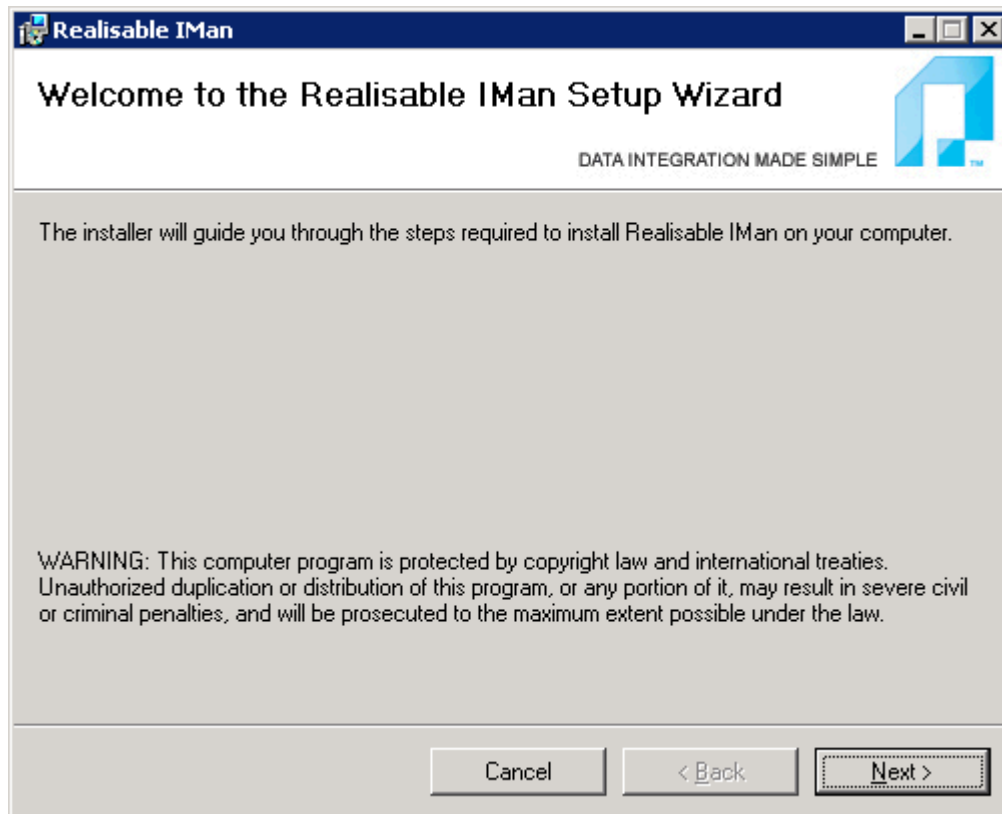 Realisable IMan
Welcome to the Realisable IMan Setup Wizard
DATA INTEGRATION MADE SIMPLE
TM
The installer will guide you through the steps required to install Realisable IMan on your computer.
WARNING: This computer program is protected by copyright law and international treaties.
Unauthorized duplication or distribution of this program, or any portion of it, may result in severe civil
or criminal penalties, and will be prosecuted to the maximum extent possible under the law.
Cancel
< Back
Next >